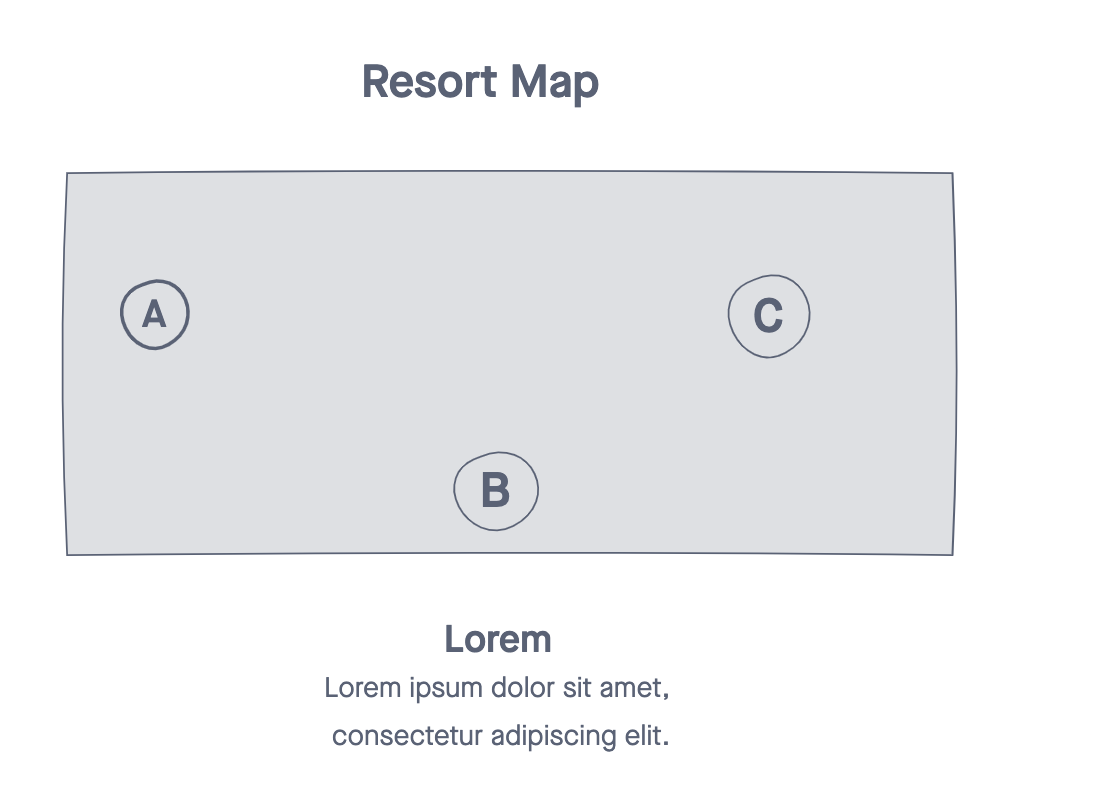 Resort Map
A
C
B
Lorem
Lorem ipsum dolor sit amet,
consectetur adipiscing elit.